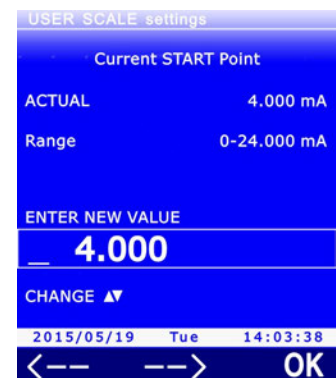 USER SCALE settings
Current START Point
ACTUAL 4.000 mA
Range 0-24.000 mA
ENTER NEW VALUE
_ 4.000
CHANGE ▲▼
2015/05/19 Tue 14:03:38
<-- --> OK